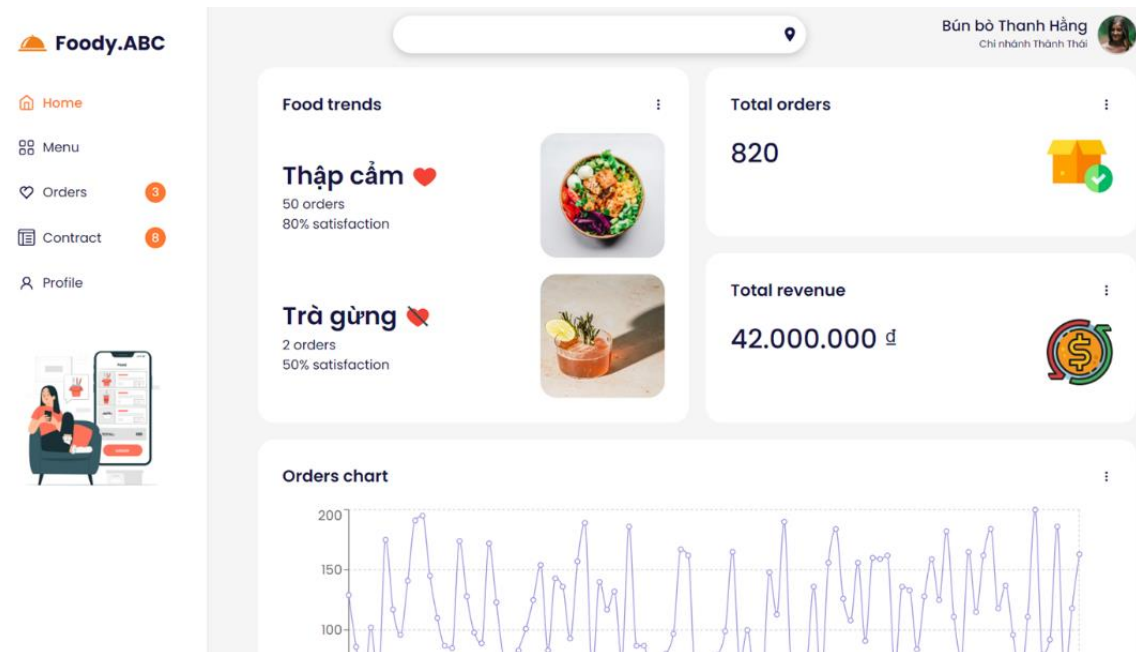 Foody.ABC
Home
Menu
Orders 3
Contract 8
Profile
Bún bò Thanh Hằng
Chi nhánh Thành Thái
Food trends
Thập cẩm
50 orders
80% satisfaction
Trà gừng
2 orders
50% satisfaction
Total orders
820
Total revenue
42.000.000 ₫
Orders chart
200
150
100